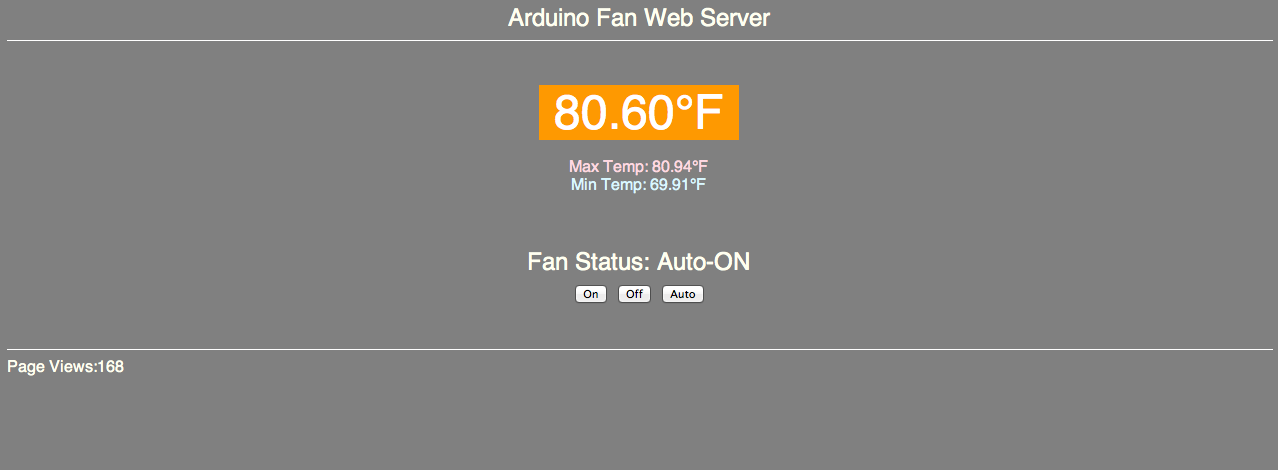 Arduino Fan Web Server
80.60°F
Max Temp: 80.94°F
Min Temp: 69.91°F
Fan Status: Auto-ON
On Off Auto
Page Views:168